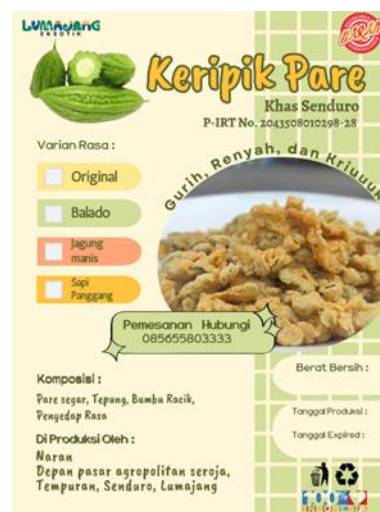 LUMAJANG
EKSOTIK
Keripik Pare
Khas Senduro
P-IRT No. 2043508010298-28
Varian Rasa :
Gurih, Renyah, dan Kriuuuk
Original
Balado
Jagung
manis
Sapi
Panggang
Pemesanan Hubungi
085655803333
Komposisi :
Pare segar, Tepung, Bumbu Racik,
Penyedap Rasa
Di Produksi Oleh :
Naran
Depan pasar agropolitan seroja,
Tempuran, Senduro, Lumajang
Berat Bersih :
Tanggal Produksi :
Tanggal Expired :
100%